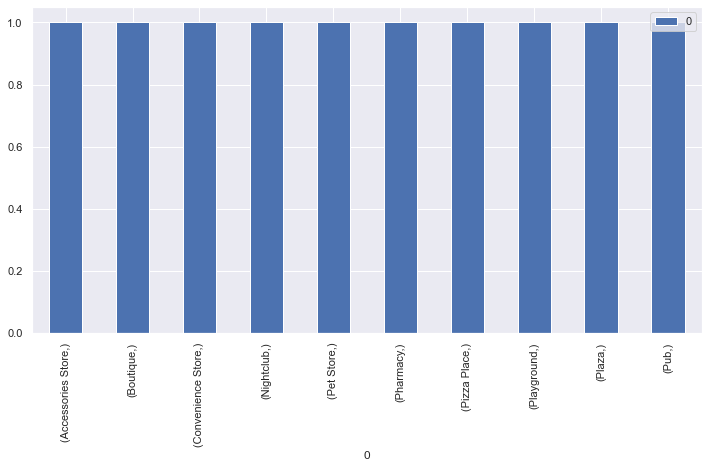 1.0
0.8
0.6
0.4
0.2
0.0
0
(Accessories Store,)
(Boutique,)
(Convenience Store,)
(Nightclub,)
(Pet Store,)
(Pharmacy,)
(Pizza Place,)
(Playground,)
(Plaza,)
(Pub,)
0